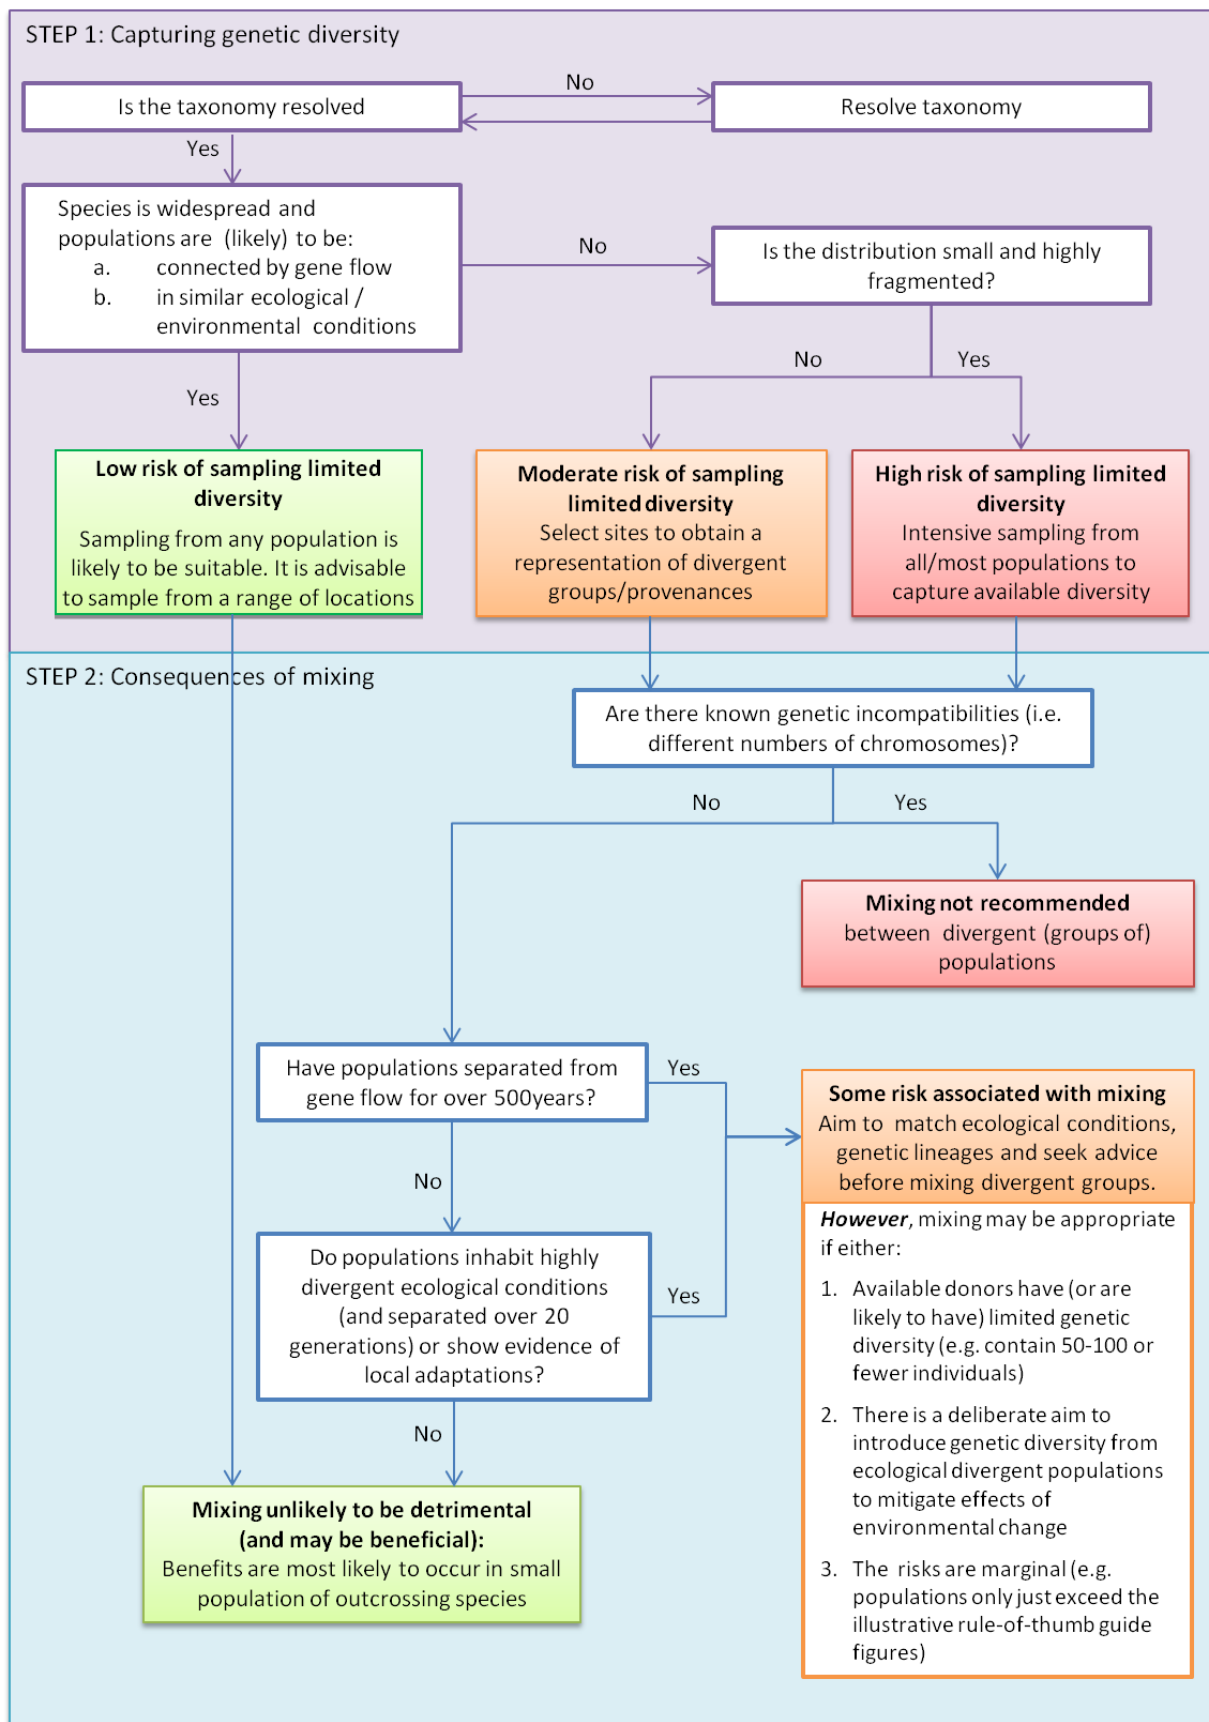 STEP 1: Capturing genetic diversity
Is the taxonomy resolved
No
Resolve taxonomy
Yes
Species is widespread and
populations are (likely) to be:
a. connected by gene flow
b. in similar ecological /
environmental conditions
No
Is the distribution small and highly
fragmented?
Yes
No
Yes
Low risk of sampling limited
diversity
Sampling from any population is
likely to be suitable. It is advisable
to sample from a range of locations
Moderate risk of sampling
limited diversity
Select sites to obtain a
representation of divergent
groups/provenances
High risk of sampling limited
diversity
Intensive sampling from
all/most populations to
capture available diversity
STEP 2: Consequences of mixing
Are there known genetic incompatibilities (i.e.
different numbers of chromosomes)?
No
Yes
Mixing not recommended
between divergent (groups of)
populations
Have populations separated from
gene flow for over 500years?
Yes
No
Do populations inhabit highly
divergent ecological conditions
(and separated over 20
generations) or show evidence of
local adaptations?
Yes
No
Some risk associated with mixing
Aim to match ecological conditions,
genetic lineages and seek advice
before mixing divergent groups.
However, mixing may be appropriate
if either:
1. Available donors have (or are
likely to have) limited genetic
diversity (e.g. contain 50-100 or
fewer individuals)
2. There is a deliberate aim to
introduce genetic diversity from
ecological divergent populations
to mitigate effects of
environmental change
3. The risks are marginal (e.g.
populations only just exceed the
illustrative rule-of-thumb guide
figures)
Mixing unlikely to be detrimental
(and may be beneficial):
Benefits are most likely to occur in small
population of outcrossing species